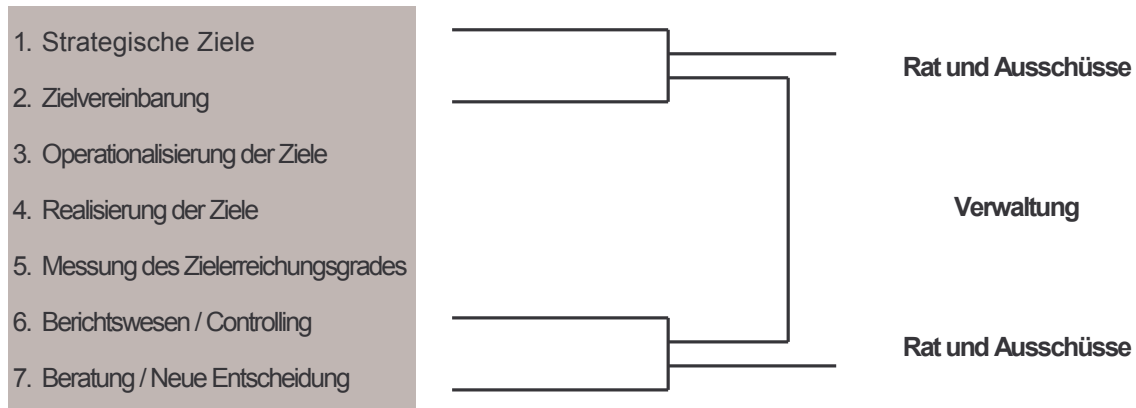 1. Strategische Ziele
2. Zielvereinbarung
3. Operationalisierung der Ziele
4. Realisierung der Ziele
5. Messung des Zielerreichungsgrades
6. Berichtswesen / Controlling
7. Beratung / Neue Entscheidung
Rat und Ausschüsse
Verwaltung
Rat und Ausschüsse